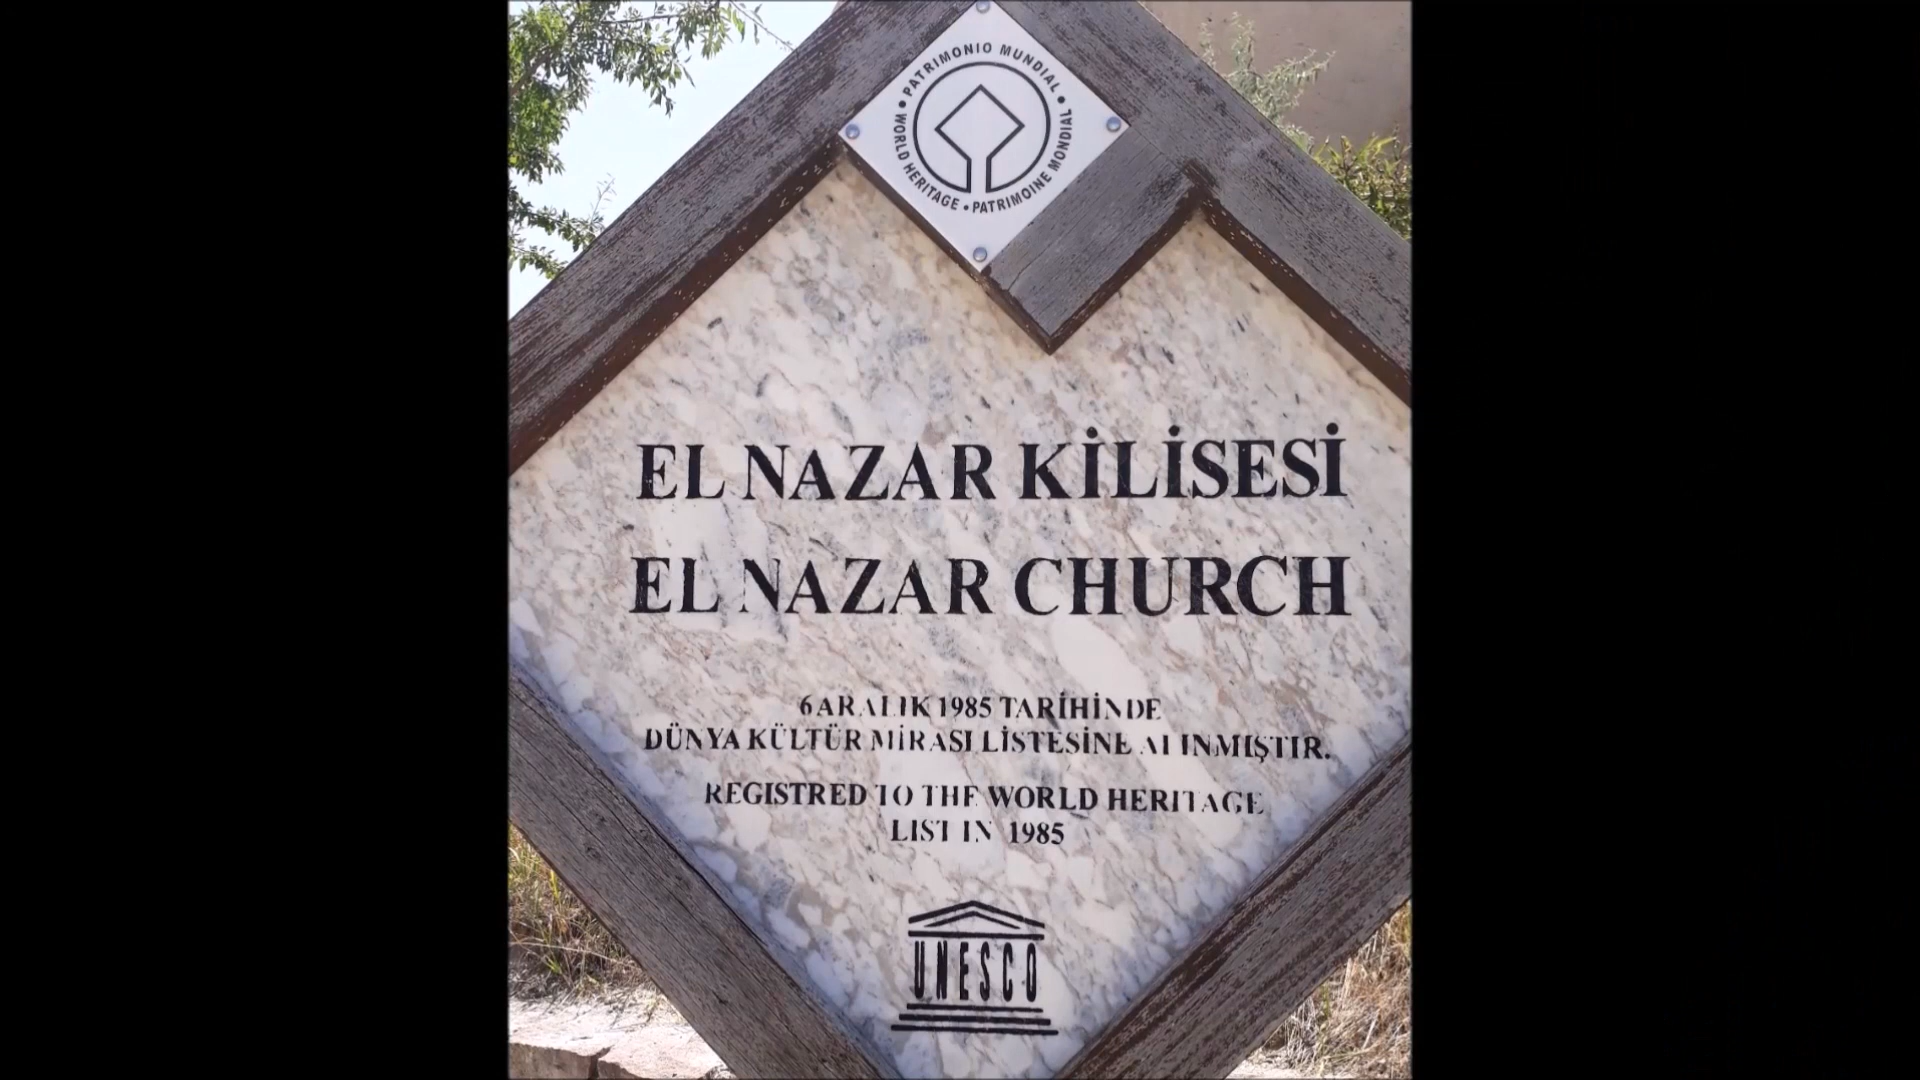 PATRIMONIO MUNDIAL
WORLD HERITAGE • PATRIMOINE MONDIAL
EL NAZAR KİLİSESİ
EL NAZAR CHURCH
6 ARALIK 1985 TARİHİNDE
DÜNYA KÜLTÜR MİRASI LİSTESİNE ALINMIŞTIR.
REGISTRED TO THE WORLD HERITAGE
LIST IN 1985
UNESCO